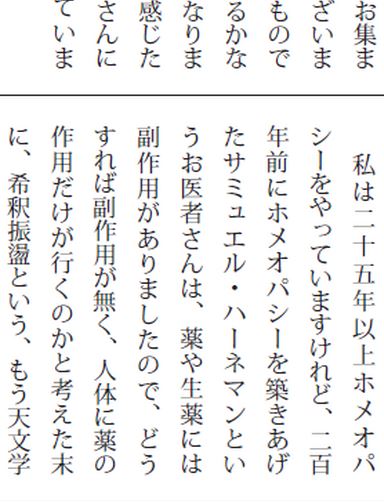 お集ま
ざいま
もので
るかな
なりま
感じた
さんに
ていま
私は二十五年以上ホメオパ
シーをやっていますけれど、二百
年前にホメオパシーを築きあげ
たサミュエル・ハーネマンとい
うお医者さんは、薬や生薬には
副作用がありましたので、どう
すれば副作用が無く、人体に薬の
作用だけが行くのかと考えた末
に、希釈振盪という、もう天文学